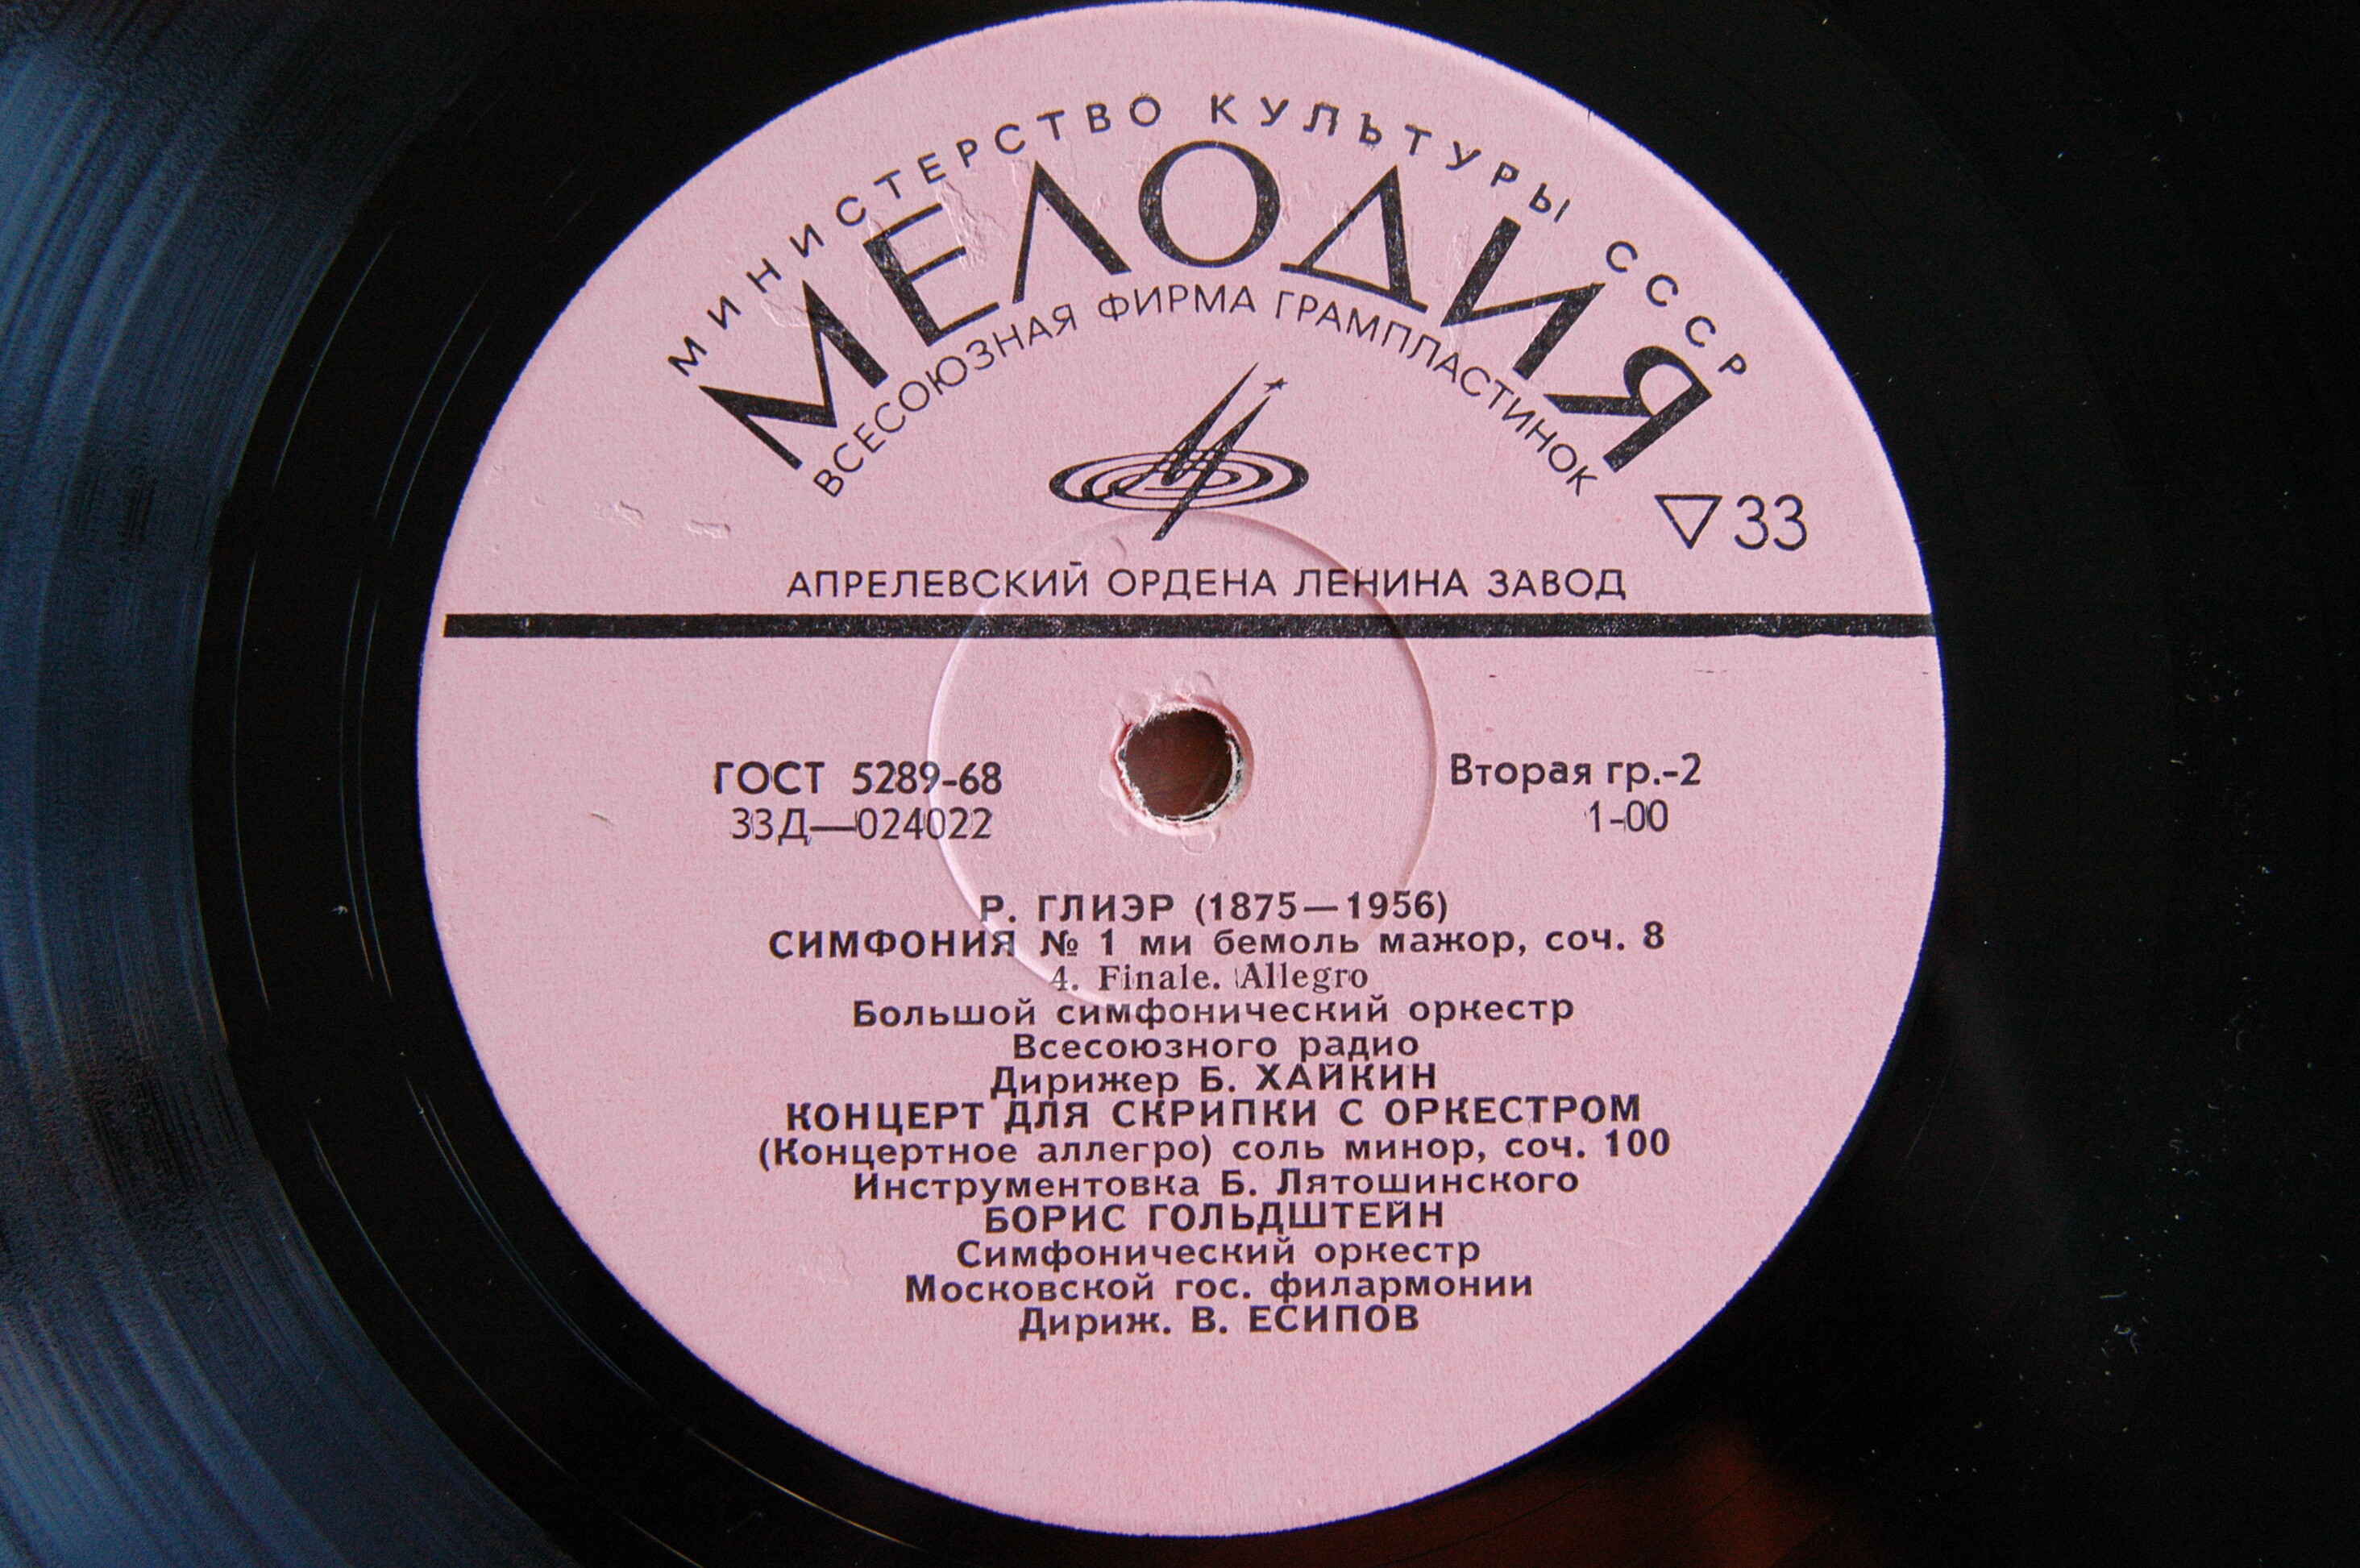 МИНИСТЕРСТВО КУЛЬТУРЫ СССР
МЕЛОДИЯ
ВСЕСОЮЗНАЯ ФИРМА ГРАМПЛАСТИНОК
▽33
АПРЕЛЕВСКИЙ ОРДЕНА ЛЕНИНА ЗАВОД
ГОСТ 5289-68
33Д—024022
Вторая гр.-2
1-00
Р. ГЛИЭР (1875—1956)
СИМФОНИЯ № 1 ми бемоль мажор, соч. 8
4. Finale. Allegro
Большой симфонический оркестр
Всесоюзного радио
Дирижер Б. ХАЙКИН
КОНЦЕРТ ДЛЯ СКРИПКИ С ОРКЕСТРОМ
(Концертное аллегро) соль минор, соч. 100
Инструментовка Б. Лятошинского
БОРИС ГОЛЬДШТЕЙН
Симфонический оркестр
Московской гос. филармонии
Дириж. В. ЕСИПОВ